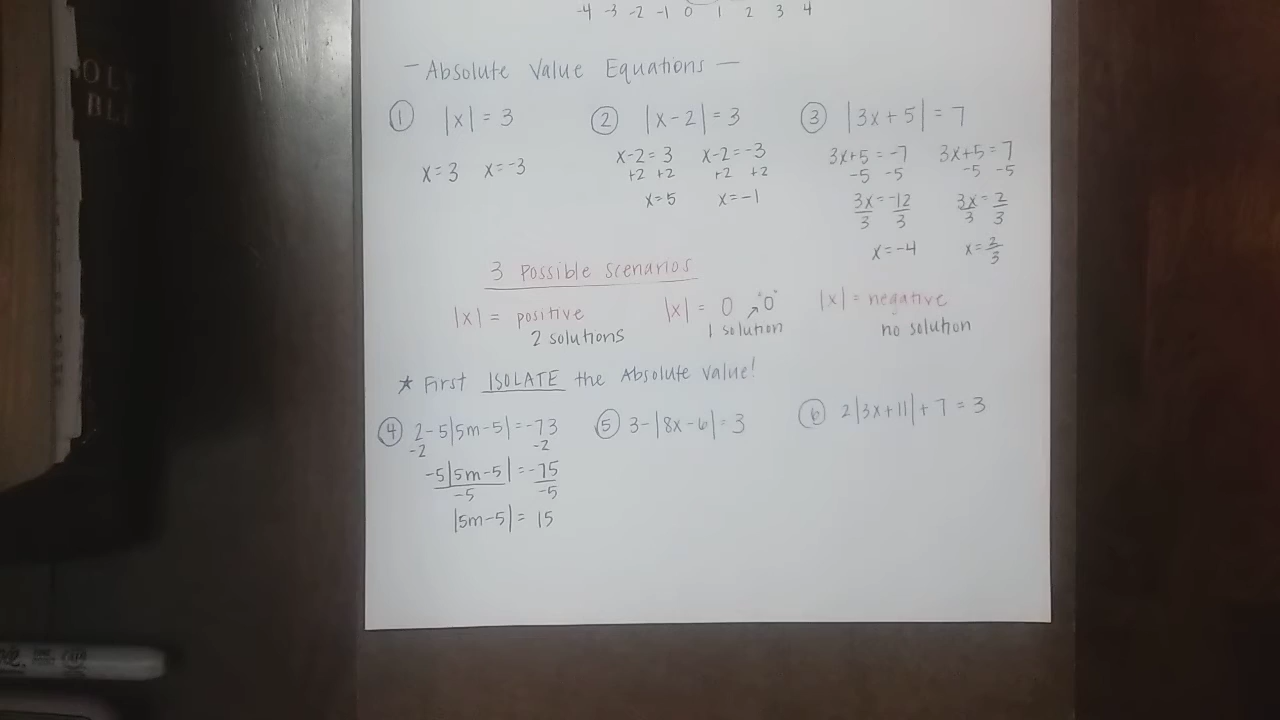 -4 -3 -2 -1 0 1 2 3 4
— Absolute Value Equations —
① |x| = 3
x=3 x=-3
② |x-2| = 3
x-2=3 x-2=-3
+2 +2 +2 +2
x=5 x=-1
③ |3x+5| = 7
3x+5=-7 3x+5=7
-5 -5 -5 -5
3x=-12 3x=2
3 3 3 3
x=-4 x=2/3
3 Possible Scenarios
|x| = positive
2 solutions
|x| = 0 ↗ "0"
1 solution
|x| = negative
no solution
* First ISOLATE the Absolute Value!
④ 2-5|5m-5|=-73
-2 -2
-5|5m-5|=-75
-5 -5
|5m-5|= 15
⑤ 3-|8x-6|=3
⑥ 2|3x+11|+7=3